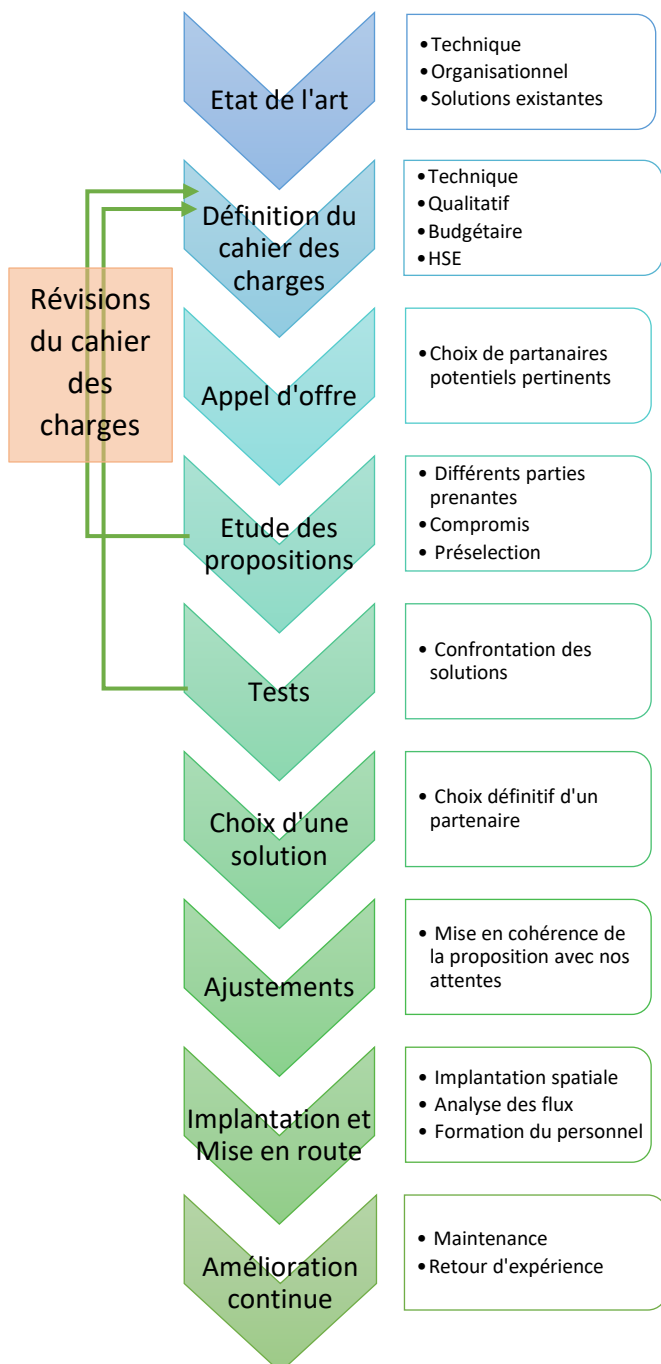 Etat de l'art
•Technique
•Organisationnel
•Solutions existantes
Définition du
cahier des
charges
•Technique
•Qualitatif
•Budgétaire
•HSE
Révisions
du cahier
des
charges
Appel d'offre
•Choix de partanaires
potentiels pertinents
Etude des
propositions
• Différents parties
prenantes
•Compromis
• Préselection
Tests
• Confrontation des
solutions
Choix d'une
solution
• Choix définitif d'un
partenaire
Ajustements
• Mise en cohérence de
la proposition avec nos
attentes
Implantation et
Mise en route
• Implantation spatiale
• Analyse des flux
• Formation du personnel
Amélioration
continue
• Maintenance
•Retour d'expérience